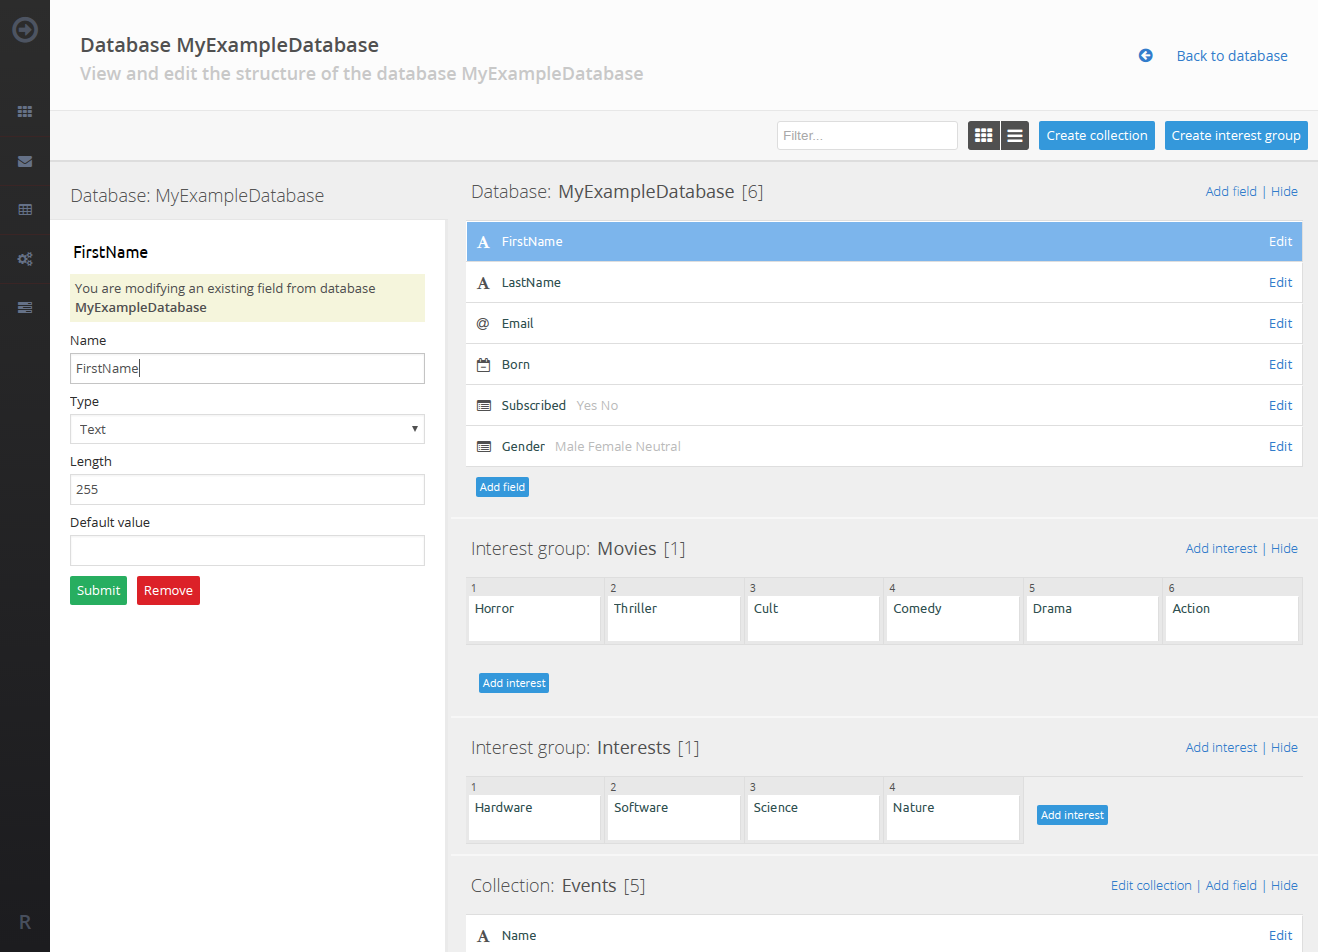 Database MyExampleDatabase
View and edit the structure of the database MyExampleDatabase
Back to database
Filter...
Create collection
Create interest group
Database: MyExampleDatabase
FirstName
You are modifying an existing field from database
MyExampleDatabase
Name
FirstName
Type
Text
Length
255
Default value
Submit Remove
Database: MyExampleDatabase [6]
Add field | Hide
A FirstName Edit
A LastName Edit
@ Email Edit
Born Edit
Subscribed Yes No Edit
Gender Male Female Neutral Edit
Add field
Interest group: Movies [1]
Add interest | Hide
1 2 3 4 5 6
Horror Thriller Cult Comedy Drama Action
Add interest
Interest group: Interests [1]
Add interest | Hide
1 2 3 4
Hardware Software Science Nature
Add interest
Collection: Events [5]
Edit collection | Add field | Hide
A Name Edit
R